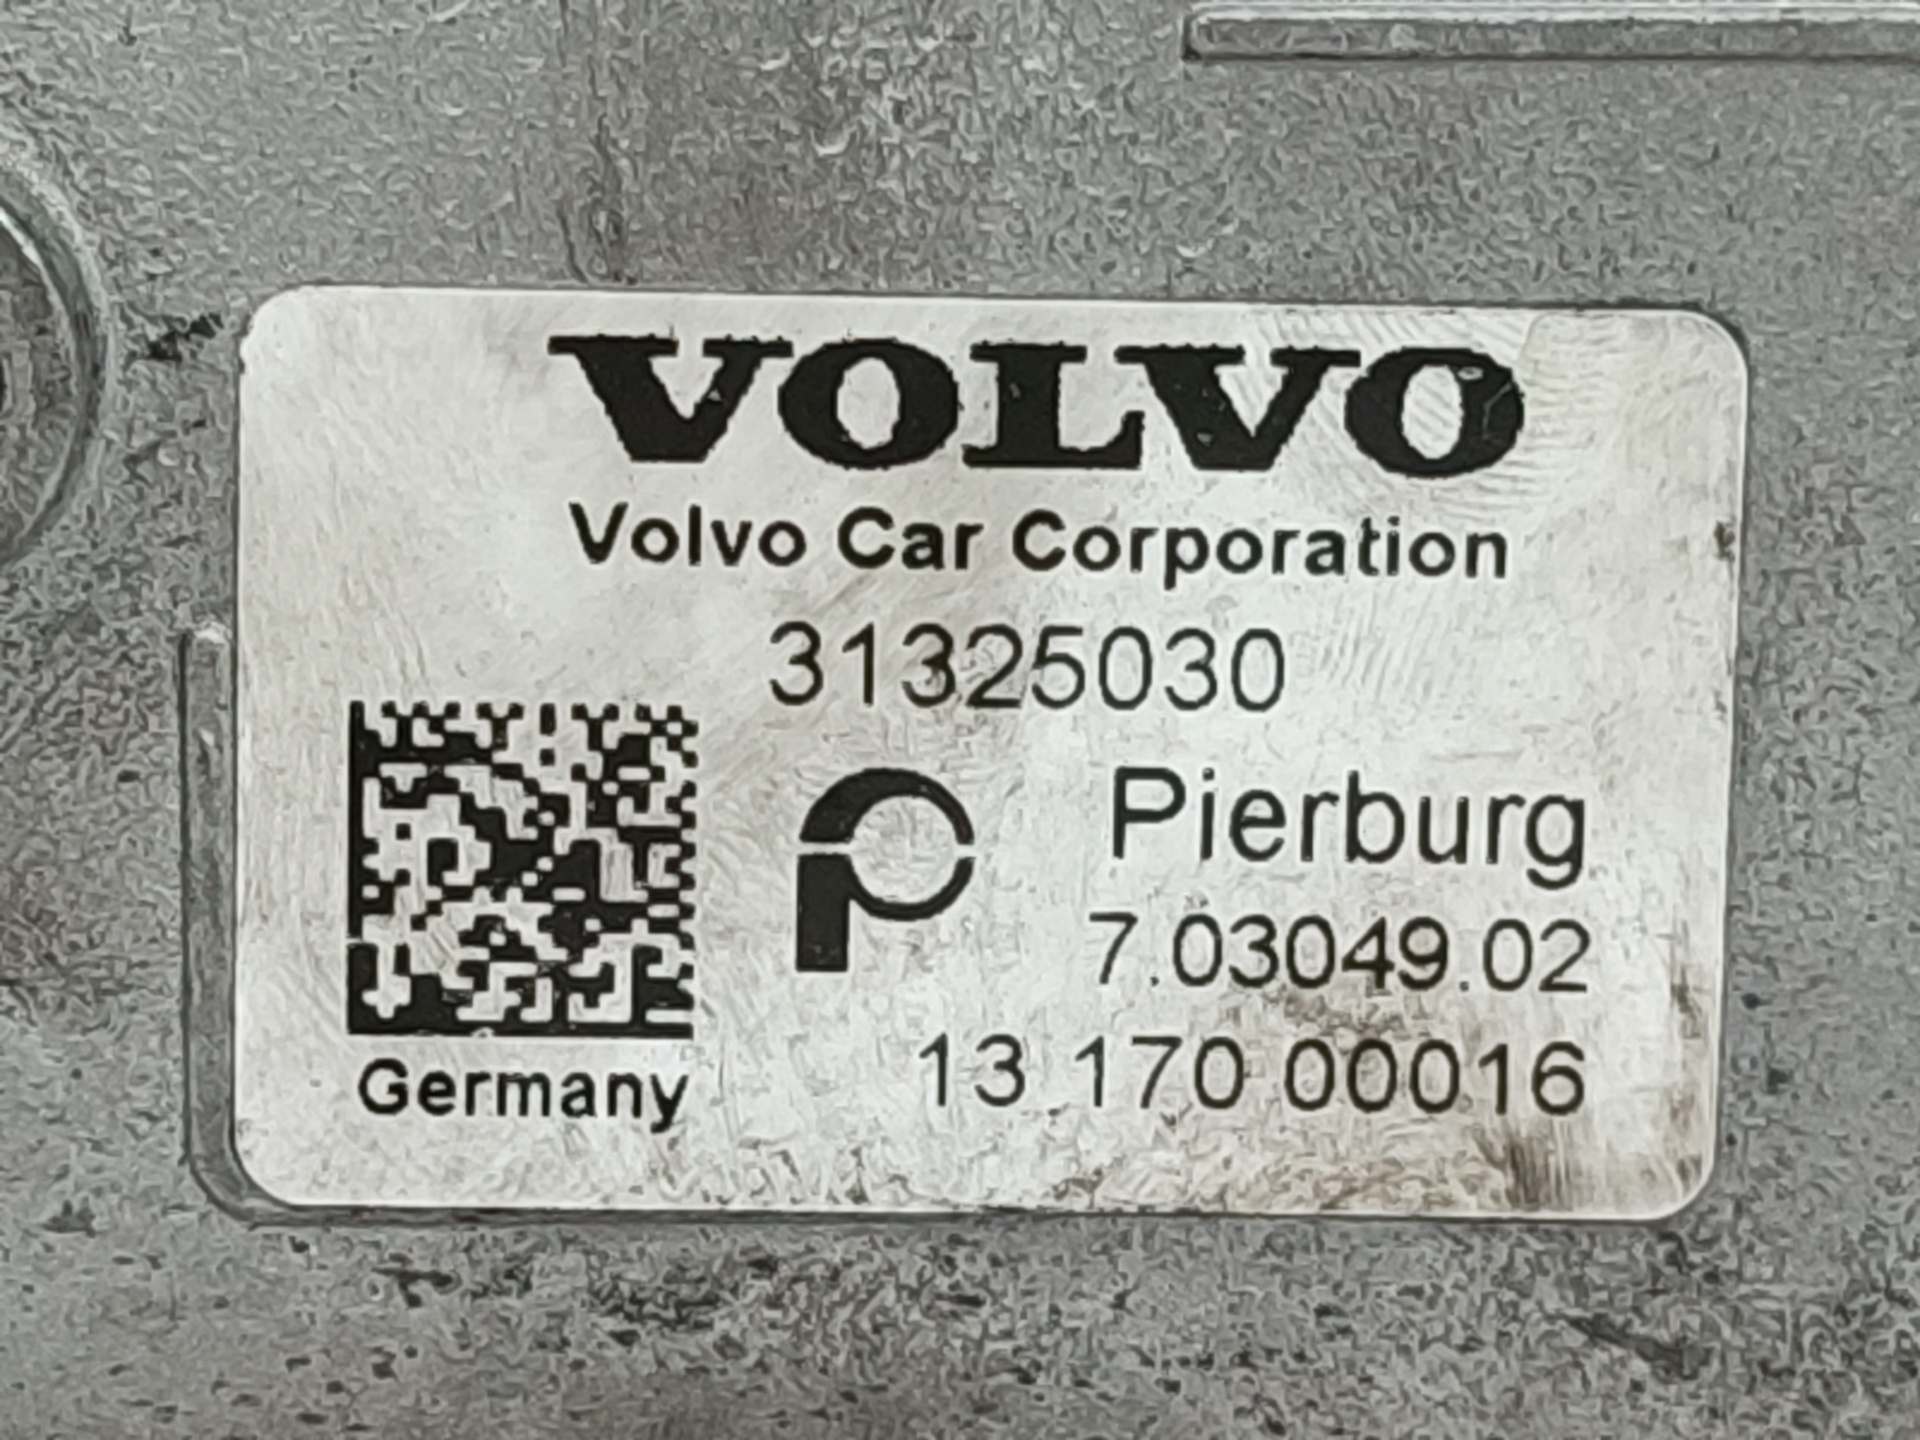 VOLVO
Volvo Car Corporation
31325030
Pierburg
7.03049.02
13 170 00016
Germany